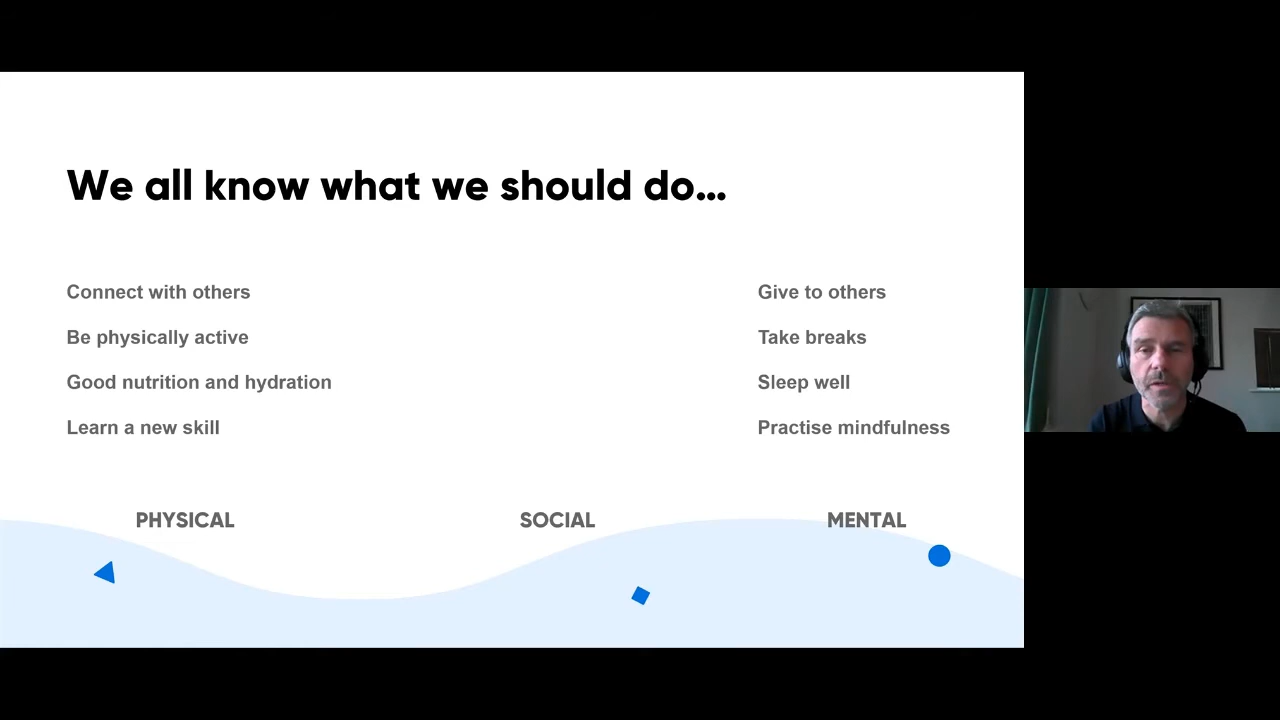 We all know what we should do...
Connect with others
Be physically active
Good nutrition and hydration
Learn a new skill
Give to others
Take breaks
Sleep well
Practise mindfulness
PHYSICAL
SOCIAL
MENTAL